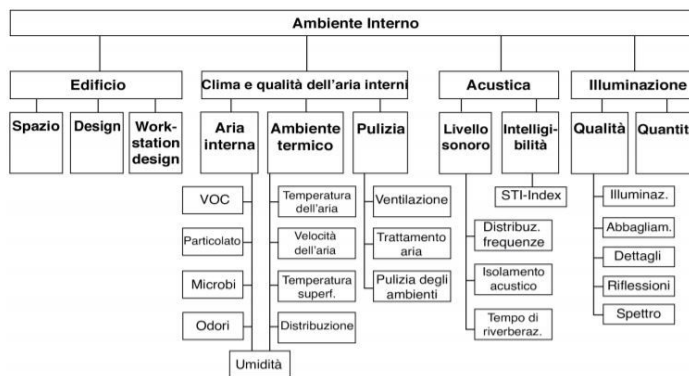 Ambiente Interno
Edificio
Clima e qualità dell'aria interni
Acustica
Illuminazione
Spazio
Design
Work-
station
design
Aria
interna
Ambiente
termico
Pulizia
Livello
sonoro
Intelligi-
bilità
Qualità
Quantit
VOC
Particolato
Microbi
Odori
Umidità
Temperatura
dell'aria
Velocità
dell'aria
Temperatura
superf.
Distribuzione
Ventilazione
Trattamento
aria
Pulizia degli
ambienti
STI-Index
Distribuz.
frequenze
Isolamento
acustico
Tempo di
riverberaz.
Illuminaz.
Abbagliam.
Dettagli
Riflessioni
Spettro